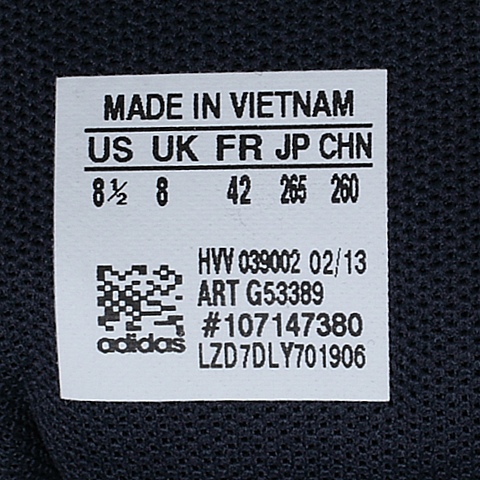 MADE IN VIETNAM
US UK FR JP CHN
8½ 8 42 265 260
HVV 039002 02/13
ART G53389
#107147380
adidas LZD7DLY701906